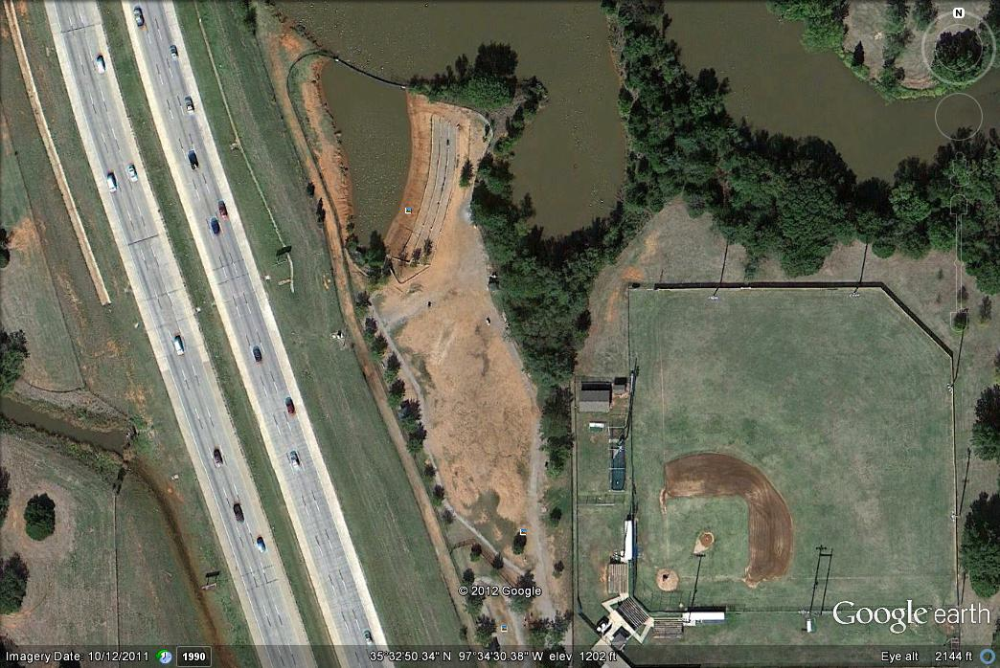 N
© 2012 Google
Google earth
Imagery Date: 10/12/2011 1990 35°32'50.34" N 97°34'30.38" W elev 1202 ft Eye alt 2144 ft